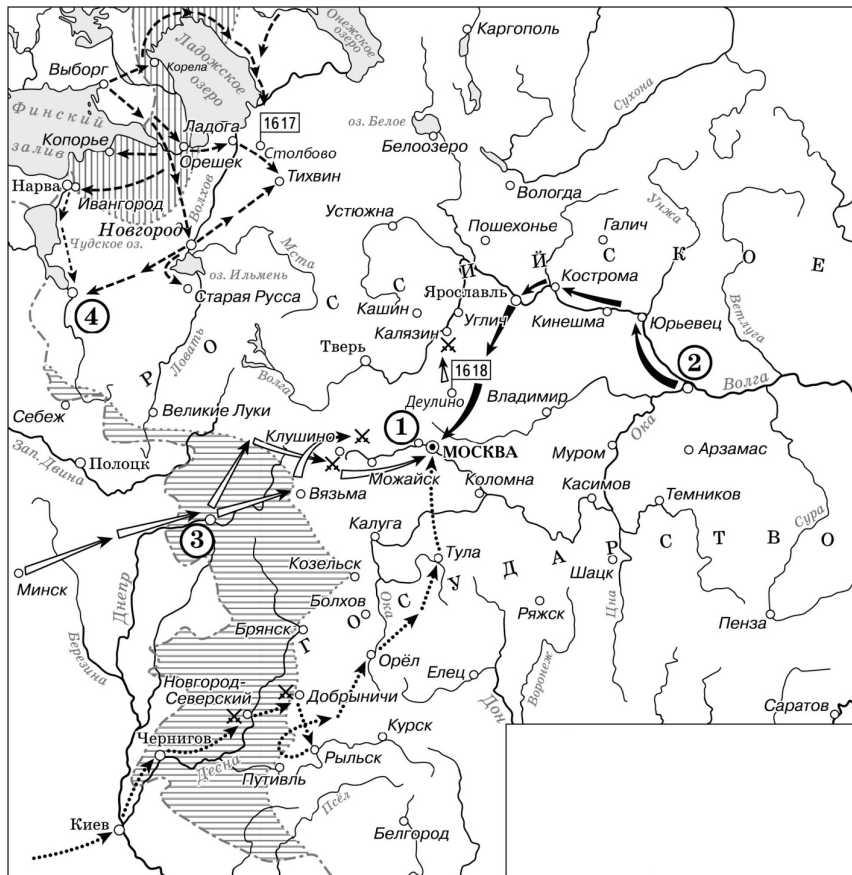 Каргополь
Онежское
озеро
Ладожское
озеро
Выборг
Корела
Сухона
Финский
залив
Ладога
1617
оз. Белое
Копорье
Столбово
Белоозеро
Орешек
Нарва
Тихвин
Вологда
Ивангород
Волхов
Унжа
Новгород
Устюжна
Пошехонье
Галич
Чудское оз.
Мста
оз. Ильмень
С
К
О
Е
Й
И
Кострома
Старая Русса
С
С
Ярославль
Ветлуга
4
Кашин
Углич
Кинешма
Юрьевец
О
Калязин
Ловать
Тверь
2
Р
Волга
1618
Волга
Деулино
Владимир
Себеж
Великие Луки
1
Ока
Клушино
МОСКВА
Муром
Арзамас
Зап. Двина
Полоцк
Можайск
Вязьма
Коломна
Касимов
Темников
3
Калуга
Сура
Р
С
Т
В
О
А
Минск
Днепр
Тула
Д
Шацк
Козельск
У
Болхов
Ока
С
Цна
Ряжск
Березина
Брянск
О
Пенза
Г
Орёл
Елец
Воронеж
Новгород-
Северский
Добрыничи
Дон
Саратов
Чернигов
Курск
Десна
Рыльск
Путивль
Псёл
Киев
Белгород